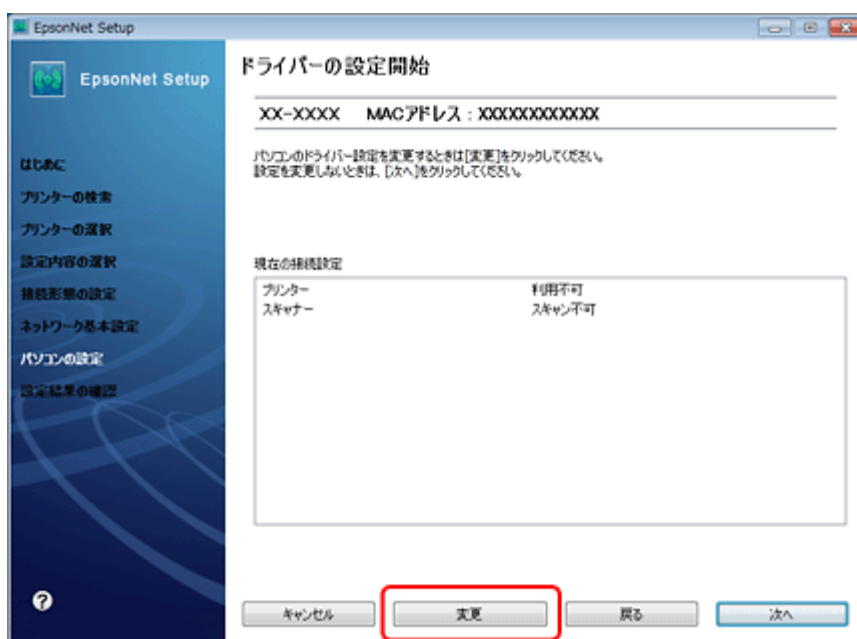 EpsonNet Setup
EpsonNet Setup
はじめに
プリンターの検索
プリンターの選択
設定内容の選択
接続形態の設定
ネットワーク基本設定
パソコンの設定
設定結果の確認
?
ドライバーの設定開始
XX-XXXX MACアドレス : XXXXXXXXXXXX
パソコンのドライバー設定を変更するときは[変更]をクリックしてください。
設定を変更しないときは、[次へ]をクリックしてください。
現在の接続設定
プリンター 利用不可
スキャナー スキャン不可
キャンセル 変更 戻る 次へ